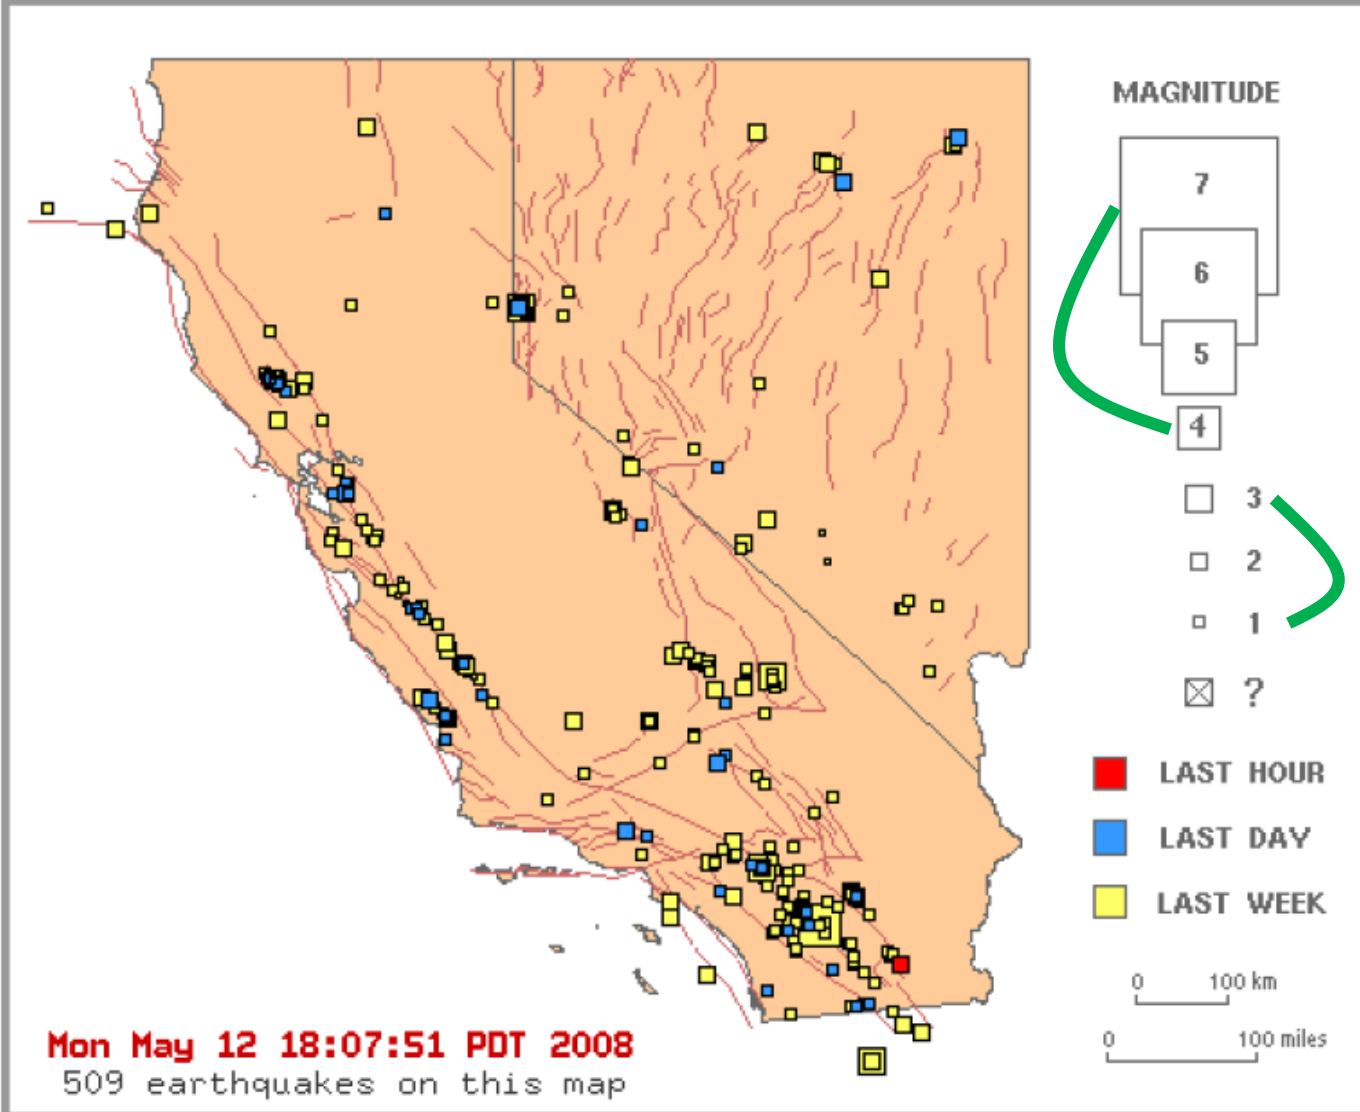 MAGNITUDE
7
6
5
4
3
2
1
?
LAST HOUR
LAST DAY
LAST WEEK
0 100 km
0 100 miles
Mon May 12 18:07:51 PDT 2008
509 earthquakes on this map